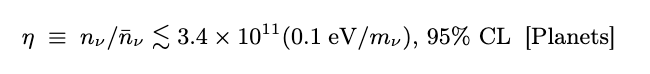 η ≡ n_ν/n̄_ν ≲ 3.4 × 10^11 (0.1 eV/m_ν), 95% CL [Planets]